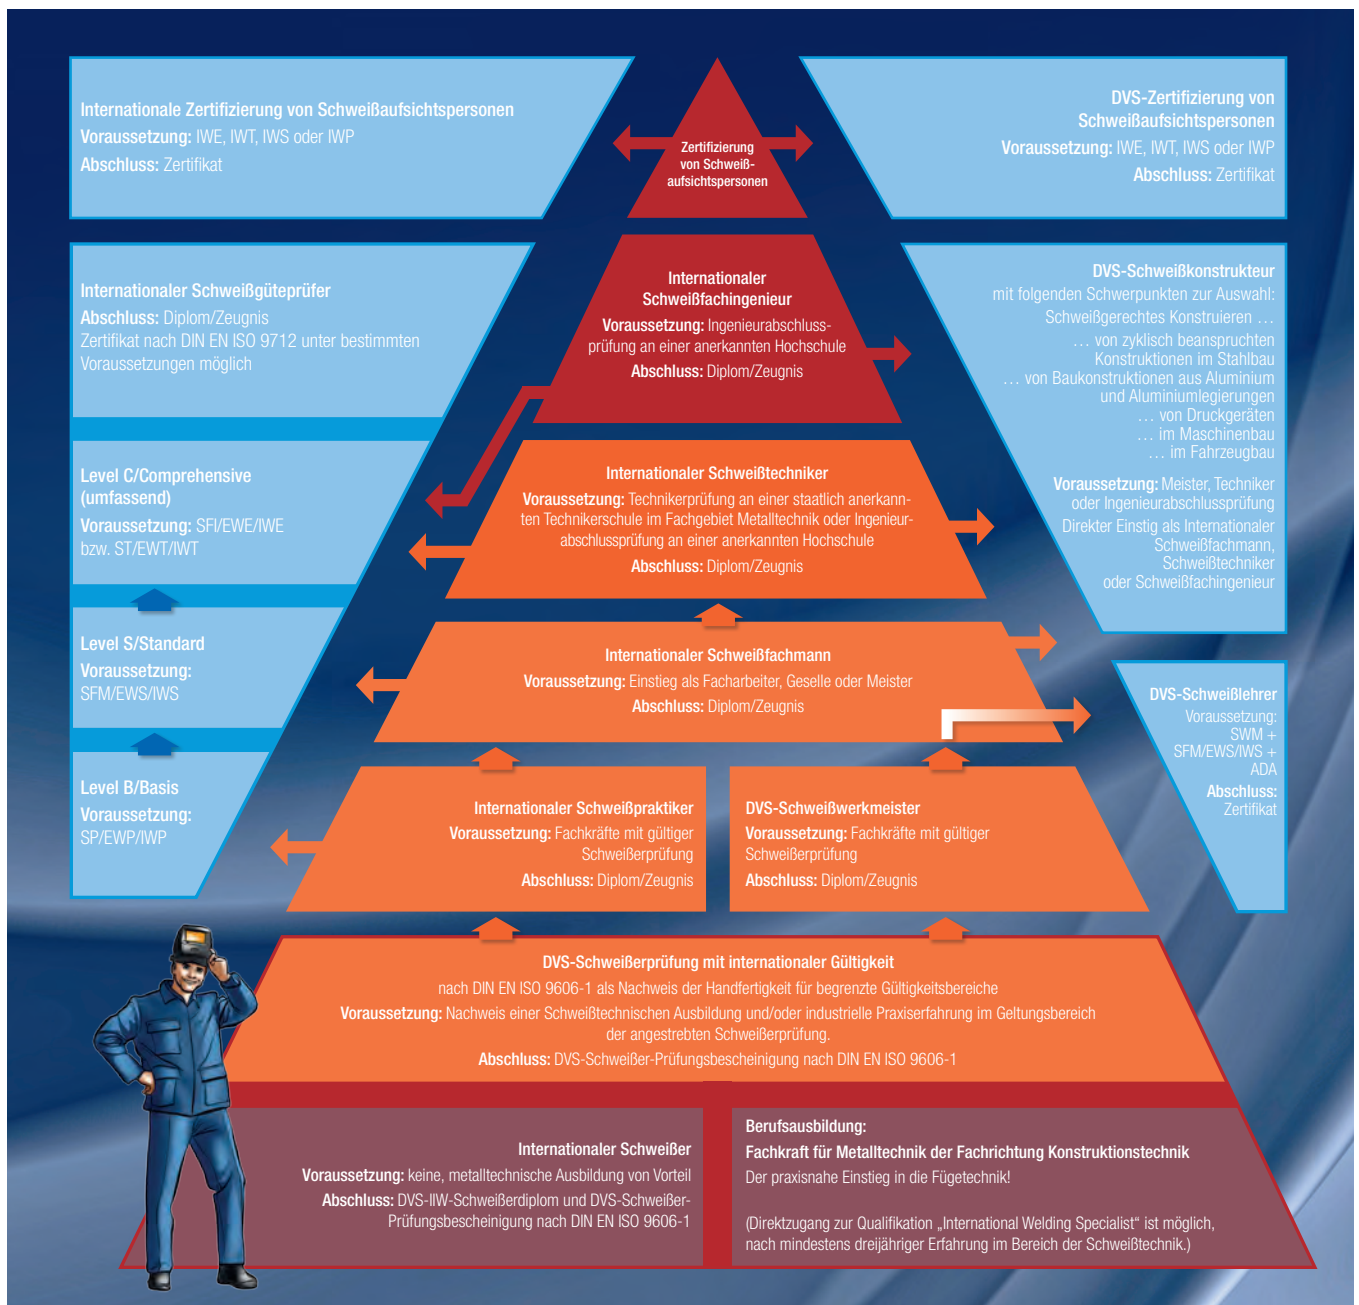 Internationale Zertifizierung von Schweißaufsichtspersonen
Voraussetzung: IWE, IWT, IWS oder IWP
Abschluss: Zertifikat
Zertifizierung
von Schweiß-
aufsichtspersonen
DVS-Zertifizierung von
Schweißaufsichtspersonen
Voraussetzung: IWE, IWT, IWS oder IWP
Abschluss: Zertifikat
Internationaler Schweißgüteprüfer
Abschluss: Diplom/Zeugnis
Zertifikat nach DIN EN ISO 9712 unter bestimmten
Voraussetzungen möglich
Level C/Comprehensive
(umfassend)
Voraussetzung: SFI/EWE/IWE
bzw. ST/EWT/IWT
Level S/Standard
Voraussetzung:
SFM/EWS/IWS
Level B/Basis
Voraussetzung:
SP/EWP/IWP
Internationaler
Schweißfachingenieur
Voraussetzung: Ingenieurabschluss-
prüfung an einer anerkannten Hochschule
Abschluss: Diplom/Zeugnis
Internationaler Schweißtechniker
Voraussetzung: Technikerprüfung an einer staatlich anerkann-
ten Technikerschule im Fachgebiet Metalltechnik oder Ingenieur-
abschlussprüfung an einer anerkannten Hochschule
Abschluss: Diplom/Zeugnis
Internationaler Schweißfachmann
Voraussetzung: Einstieg als Facharbeiter, Geselle oder Meister
Abschluss: Diplom/Zeugnis
DVS-Schweißkonstrukteur
mit folgenden Schwerpunkten zur Auswahl:
Schweißgerechtes Konstruieren …
… von zyklisch beanspruchten
Konstruktionen im Stahlbau
… von Baukonstruktionen aus Aluminium
und Aluminiumlegierungen
… von Druckgeräten
… im Maschinenbau
… im Fahrzeugbau
Voraussetzung: Meister, Techniker
oder Ingenieurabschlussprüfung
Direkter Einstig als Internationaler
Schweißfachmann,
Schweißtechniker
oder Schweißfachingenieur
DVS-Schweißlehrer
Voraussetzung:
SWM +
SFM/EWS/IWS +
ADA
Abschluss:
Zertifikat
Internationaler Schweißpraktiker
Voraussetzung: Fachkräfte mit gültiger
Schweißerprüfung
Abschluss: Diplom/Zeugnis
DVS-Schweißwerkmeister
Voraussetzung: Fachkräfte mit gültiger
Schweißerprüfung
Abschluss: Diplom/Zeugnis
DVS-Schweißerprüfung mit internationaler Gültigkeit
nach DIN EN ISO 9606-1 als Nachweis der Handfertigkeit für begrenzte Gültigkeitsbereiche
Voraussetzung: Nachweis einer Schweißtechnischen Ausbildung und/oder industrielle Praxiserfahrung im Geltungsbereich
der angestrebten Schweißerprüfung.
Abschluss: DVS-Schweißer-Prüfungsbescheinigung nach DIN EN ISO 9606-1
Internationaler Schweißer
Voraussetzung: keine, metalltechnische Ausbildung von Vorteil
Abschluss: DVS-IIW-Schweißerdiplom und DVS-Schweißer-
Prüfungsbescheinigung nach DIN EN ISO 9606-1
Berufsausbildung:
Fachkraft für Metalltechnik der Fachrichtung Konstruktionstechnik
Der praxisnahe Einstieg in die Fügetechnik!
(Direktzugang zur Qualifikation „International Welding Specialist“ ist möglich,
nach mindestens dreijähriger Erfahrung im Bereich der Schweißtechnik.)